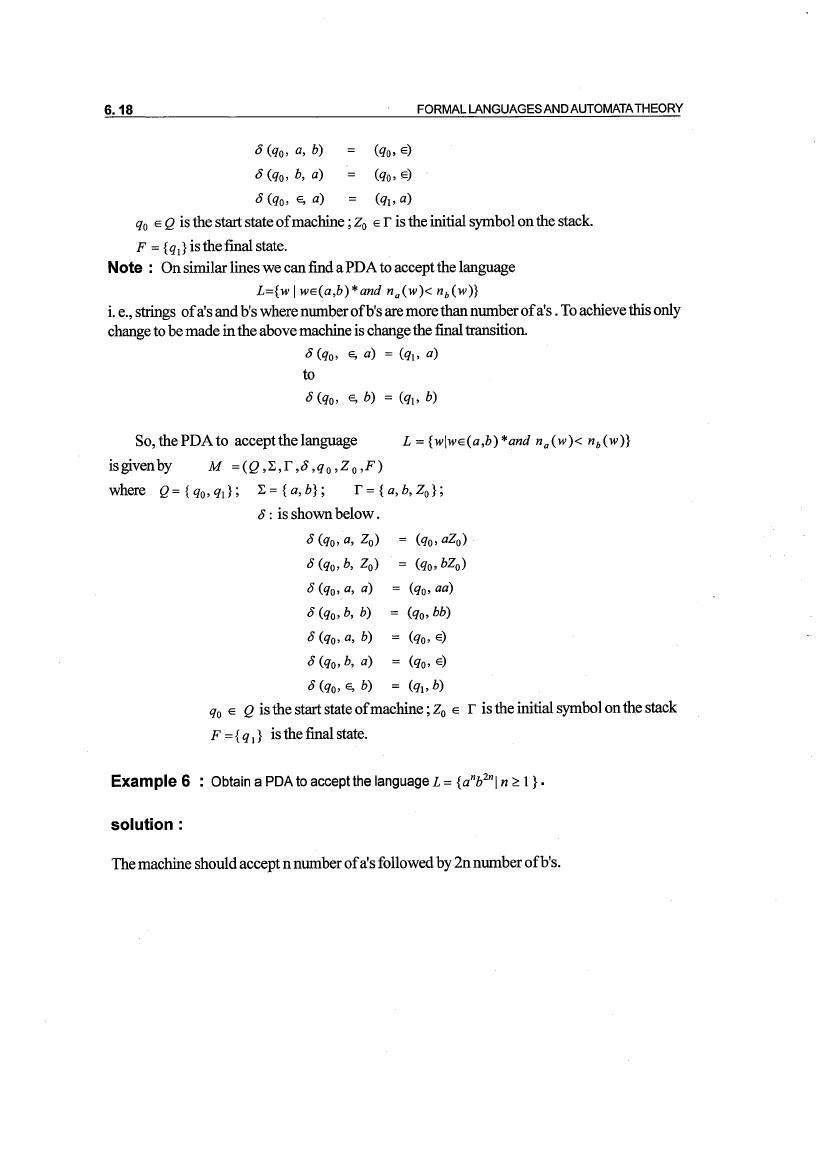 6.18 FORMAL LANGUAGES AND AUTOMATA THEORY
δ (q₀, a, b) = (q₀, ∈)
δ (q₀, b, a) = (q₀, ∈)
δ (q₀, ∈, a) = (q₁, a)
q₀ ∈ Q is the start state of machine ; Z₀ ∈ Γ is the initial symbol on the stack.
F = {q₁} is the final state.
Note : On similar lines we can find a PDA to accept the language
L={w | w∈(a,b)* and nₐ(w)< n_b(w)}
i. e., strings of a's and b's where number of b's are more than number of a's . To achieve this only
change to be made in the above machine is change the final transition.
δ (q₀, ∈, a) = (q₁, a)
to
δ (q₀, ∈, b) = (q₁, b)
So, the PDA to accept the language L = {w|w∈(a,b)* and nₐ(w)< n_b(w)}
is given by M =(Q,Σ,Γ,δ,q₀,Z₀,F)
where Q= { q₀, q₁}; Σ= { a, b}; Γ= { a, b, Z₀};
δ : is shown below.
δ (q₀, a, Z₀) = (q₀, aZ₀)
δ (q₀, b, Z₀) = (q₀, bZ₀)
δ (q₀, a, a) = (q₀, aa)
δ (q₀, b, b) = (q₀, bb)
δ (q₀, a, b) = (q₀, ∈)
δ (q₀, b, a) = (q₀, ∈)
δ (q₀, ∈, b) = (q₁, b)
q₀ ∈ Q is the start state of machine ; Z₀ ∈ Γ is the initial symbol on the stack
F ={q₁} is the final state.
Example 6 : Obtain a PDA to accept the language L = {aⁿb²ⁿ| n ≥ 1 }.
solution :
The machine should accept n number of a's followed by 2n number of b's.